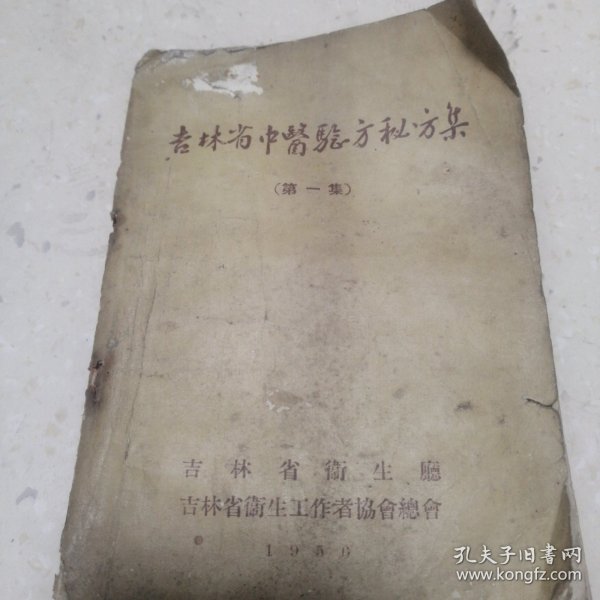 吉林省中醫驗方秘方集
(第一集)
吉林省衛生廳
吉林省衛生工作者協會總會
1956
孔夫子旧书网
www.kongfz.com